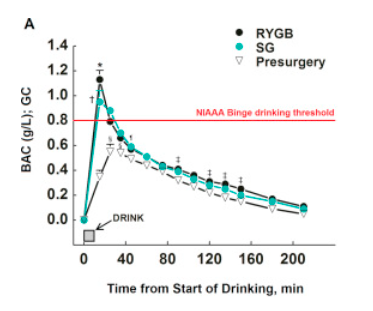 A
RYGB
SG
Presurgery
1.4
1.2
1.0
0.8
0.6
0.4
0.2
0.0
BAC (g/L); GC
NIAAA Binge drinking threshold
*
†
¶
§
§
‡
‡
‡
‡
DRINK
0 40 80 120 160 200
Time from Start of Drinking, min